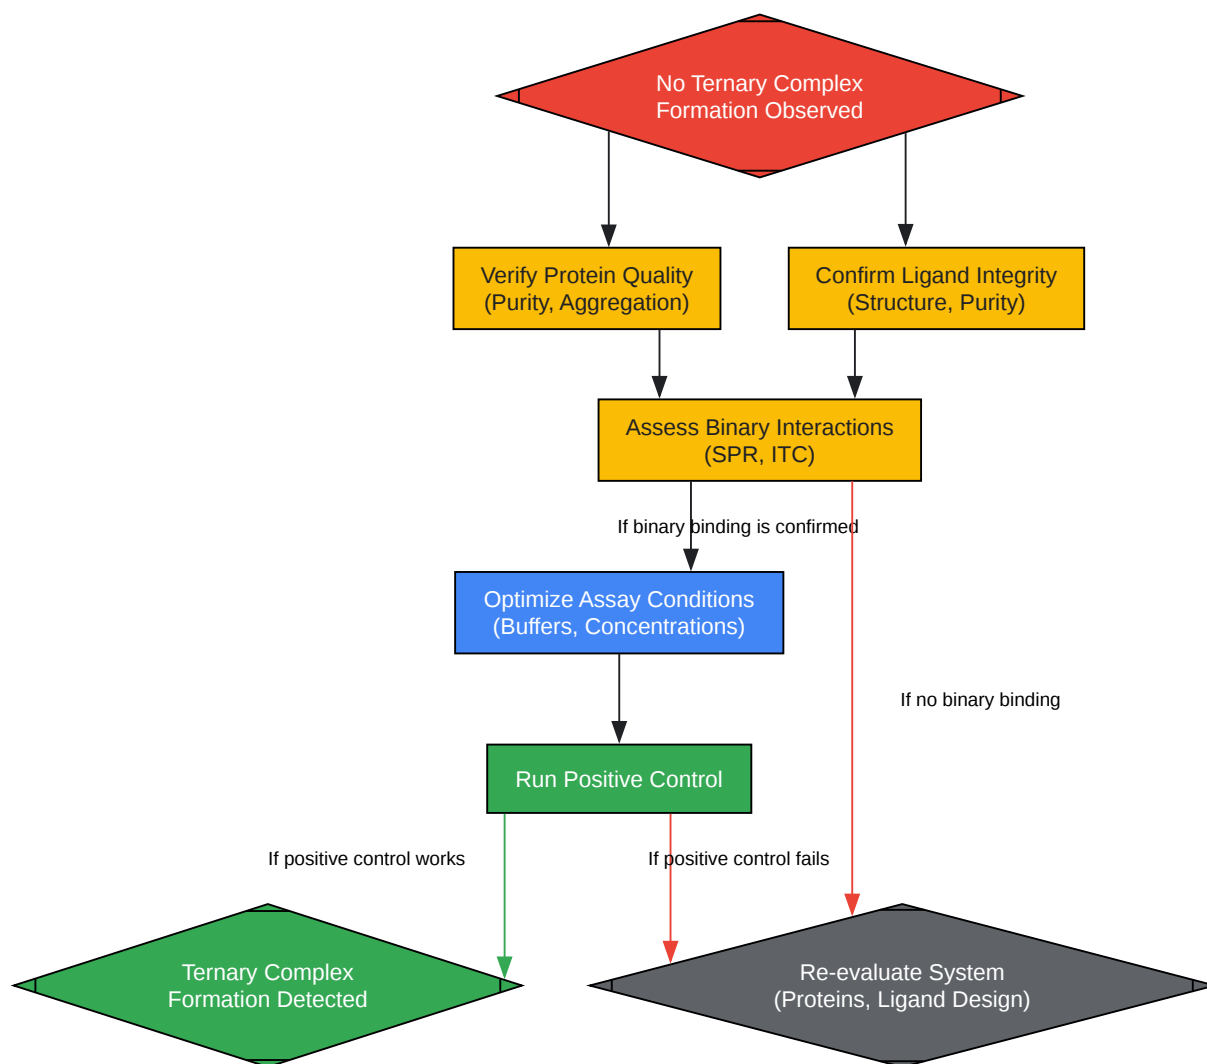 No Ternary Complex
Formation Observed
Verify Protein Quality
(Purity, Aggregation)
Confirm Ligand Integrity
(Structure, Purity)
Assess Binary Interactions
(SPR, ITC)
If binary binding is confirmed
Optimize Assay Conditions
(Buffers, Concentrations)
If no binary binding
Run Positive Control
If positive control works
If positive control fails
Ternary Complex
Formation Detected
Re-evaluate System
(Proteins, Ligand Design)